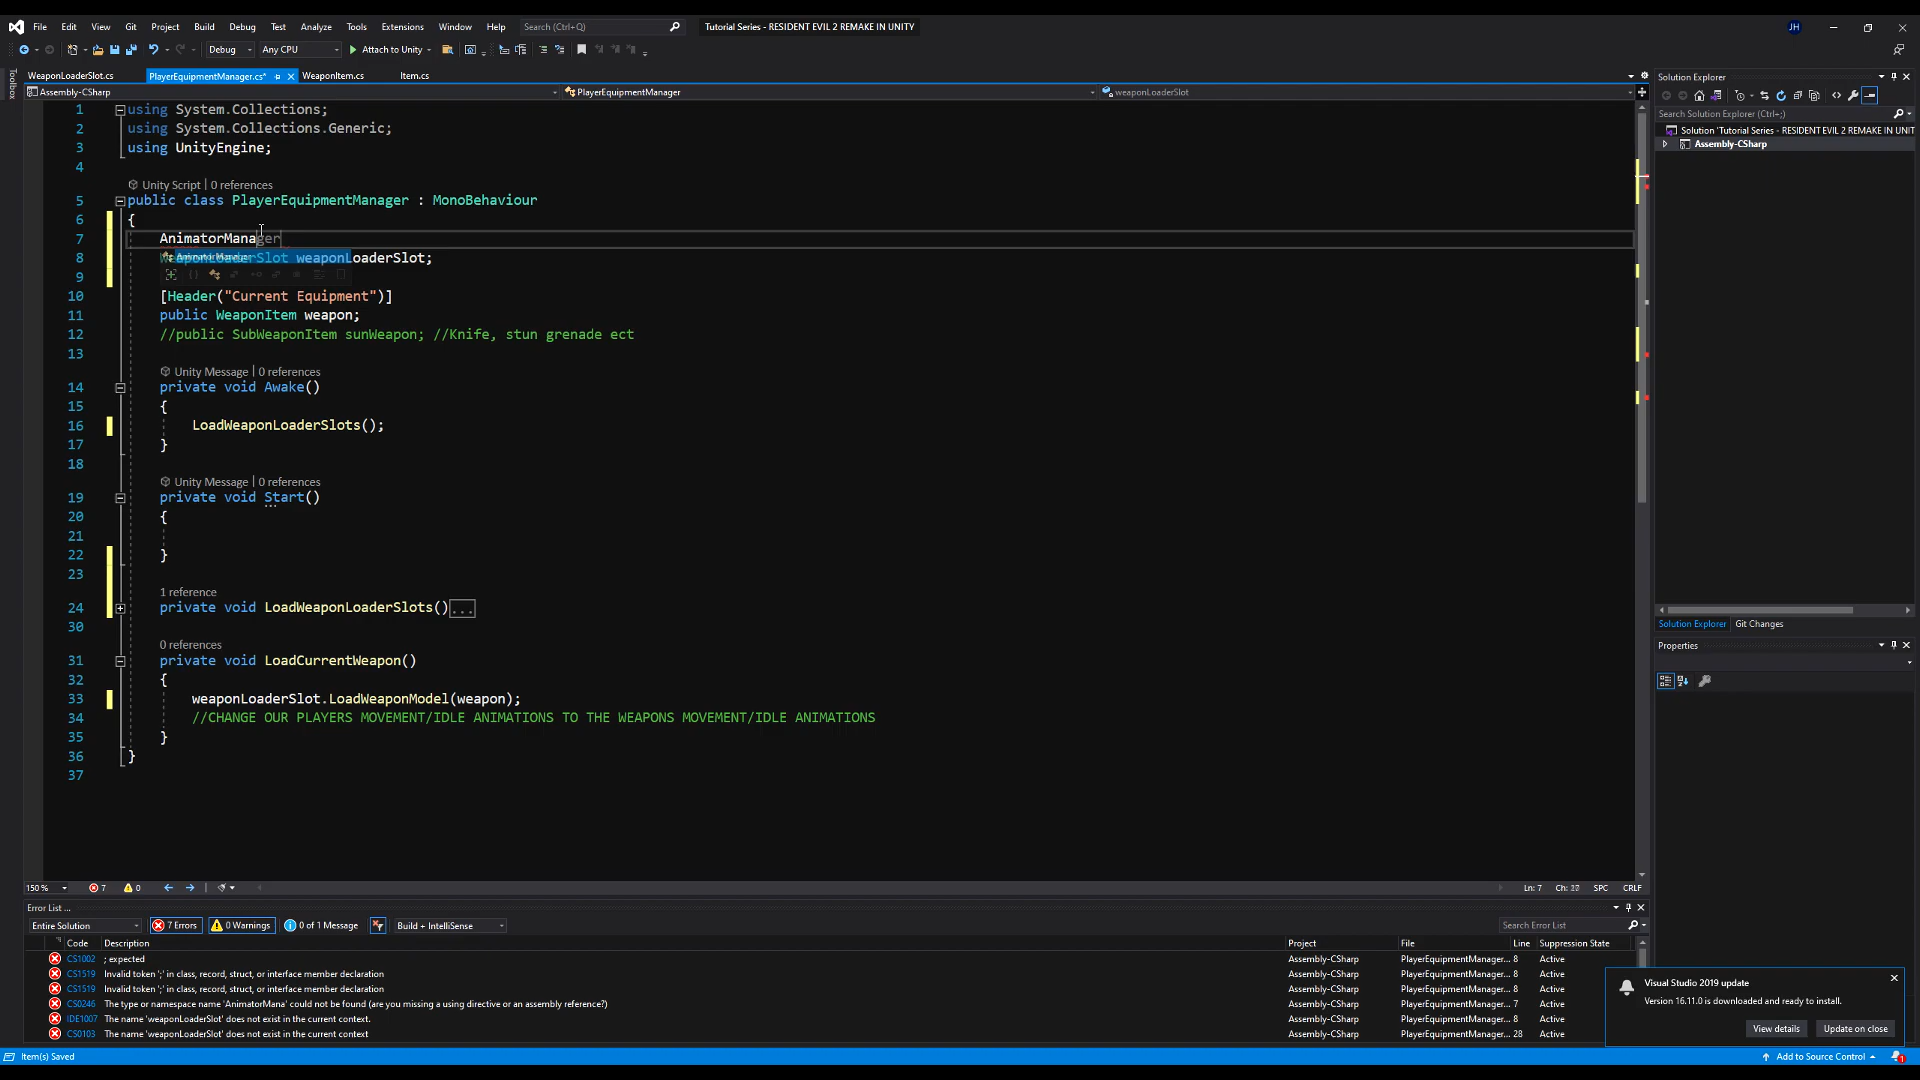 File Edit View Git Project Build Debug Test Analyze Tools Extensions Window Help Search (Ctrl+Q) Tutorial Series - RESIDENT EVIL 2 REMAKE IN UNITY JH
Debug Any CPU Attach to Unity
Toolbox
WeaponLoaderSlot.cs PlayerEquipmentManager.cs* WeaponItem.cs Item.cs
Assembly-CSharp PlayerEquipmentManager weaponLoaderSlot
1 using System.Collections;
2 using System.Collections.Generic;
3 using UnityEngine;
4
Unity Script | 0 references
5 public class PlayerEquipmentManager : MonoBehaviour
6 {
7 AnimatorManager
8 WeaponLoaderSlot weaponLoaderSlot;
AnimatorManager
9
10 [Header("Current Equipment")]
11 public WeaponItem weapon;
12 //public SubWeaponItem sunWeapon; //Knife, stun grenade ect
13
Unity Message | 0 references
14 private void Awake()
15 {
16 LoadWeaponLoaderSlots();
17 }
18
Unity Message | 0 references
19 private void Start()
20 {
21
22 }
23
1 reference
24 private void LoadWeaponLoaderSlots()...
30
0 references
31 private void LoadCurrentWeapon()
32 {
33 weaponLoaderSlot.LoadWeaponModel(weapon);
34 //CHANGE OUR PLAYERS MOVEMENT/IDLE ANIMATIONS TO THE WEAPONS MOVEMENT/IDLE ANIMATIONS
35 }
36 }
37
150 % 7 0 Ln: 7 SPC CRLF
Solution Explorer
Search Solution Explorer (Ctrl+;)
Solution 'Tutorial Series - RESIDENT EVIL 2 REMAKE IN UNIT
Assembly-CSharp
Solution Explorer Git Changes
Properties
Error List ...
Entire Solution 7 Errors 0 Warnings 0 of 1 Message Build + IntelliSense Search Error List
Code Description Project File Line Suppression State
CS1002 ; expected Assembly-CSharp PlayerEquipmentManager... 8 Active
CS1519 Invalid token ';' in class, record, struct, or interface member declaration Assembly-CSharp PlayerEquipmentManager... 8 Active
CS1519 Invalid token ';' in class, record, struct, or interface member declaration Assembly-CSharp PlayerEquipmentManager... 8 Active
CS0246 The type or namespace name 'AnimatorMana' could not be found (are you missing a using directive or an assembly reference?) Assembly-CSharp PlayerEquipmentManager... 7 Active
IDE1007 The name 'weaponLoaderSlot' does not exist in the current context. Assembly-CSharp PlayerEquipmentManager... 8 Active
CS0103 The name 'weaponLoaderSlot' does not exist in the current context Assembly-CSharp PlayerEquipmentManager... 28 Active
Visual Studio 2019 update
Version 16.11.0 is downloaded and ready to install.
View details Update on close
Item(s) Saved Add to Source Control 1